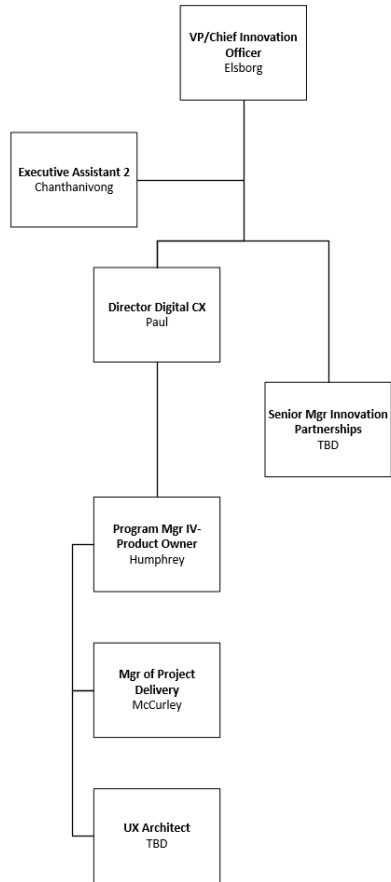 VP/Chief Innovation
Officer
Elsborg
Executive Assistant 2
Chanthanivong
Director Digital CX
Paul
Senior Mgr Innovation
Partnerships
TBD
Program Mgr IV-
Product Owner
Humphrey
Mgr of Project
Delivery
McCurley
UX Architect
TBD